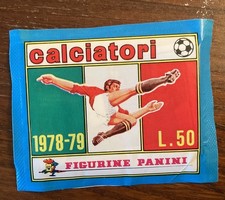 calciatori
1978-79
L.50
FIGURINE PANINI